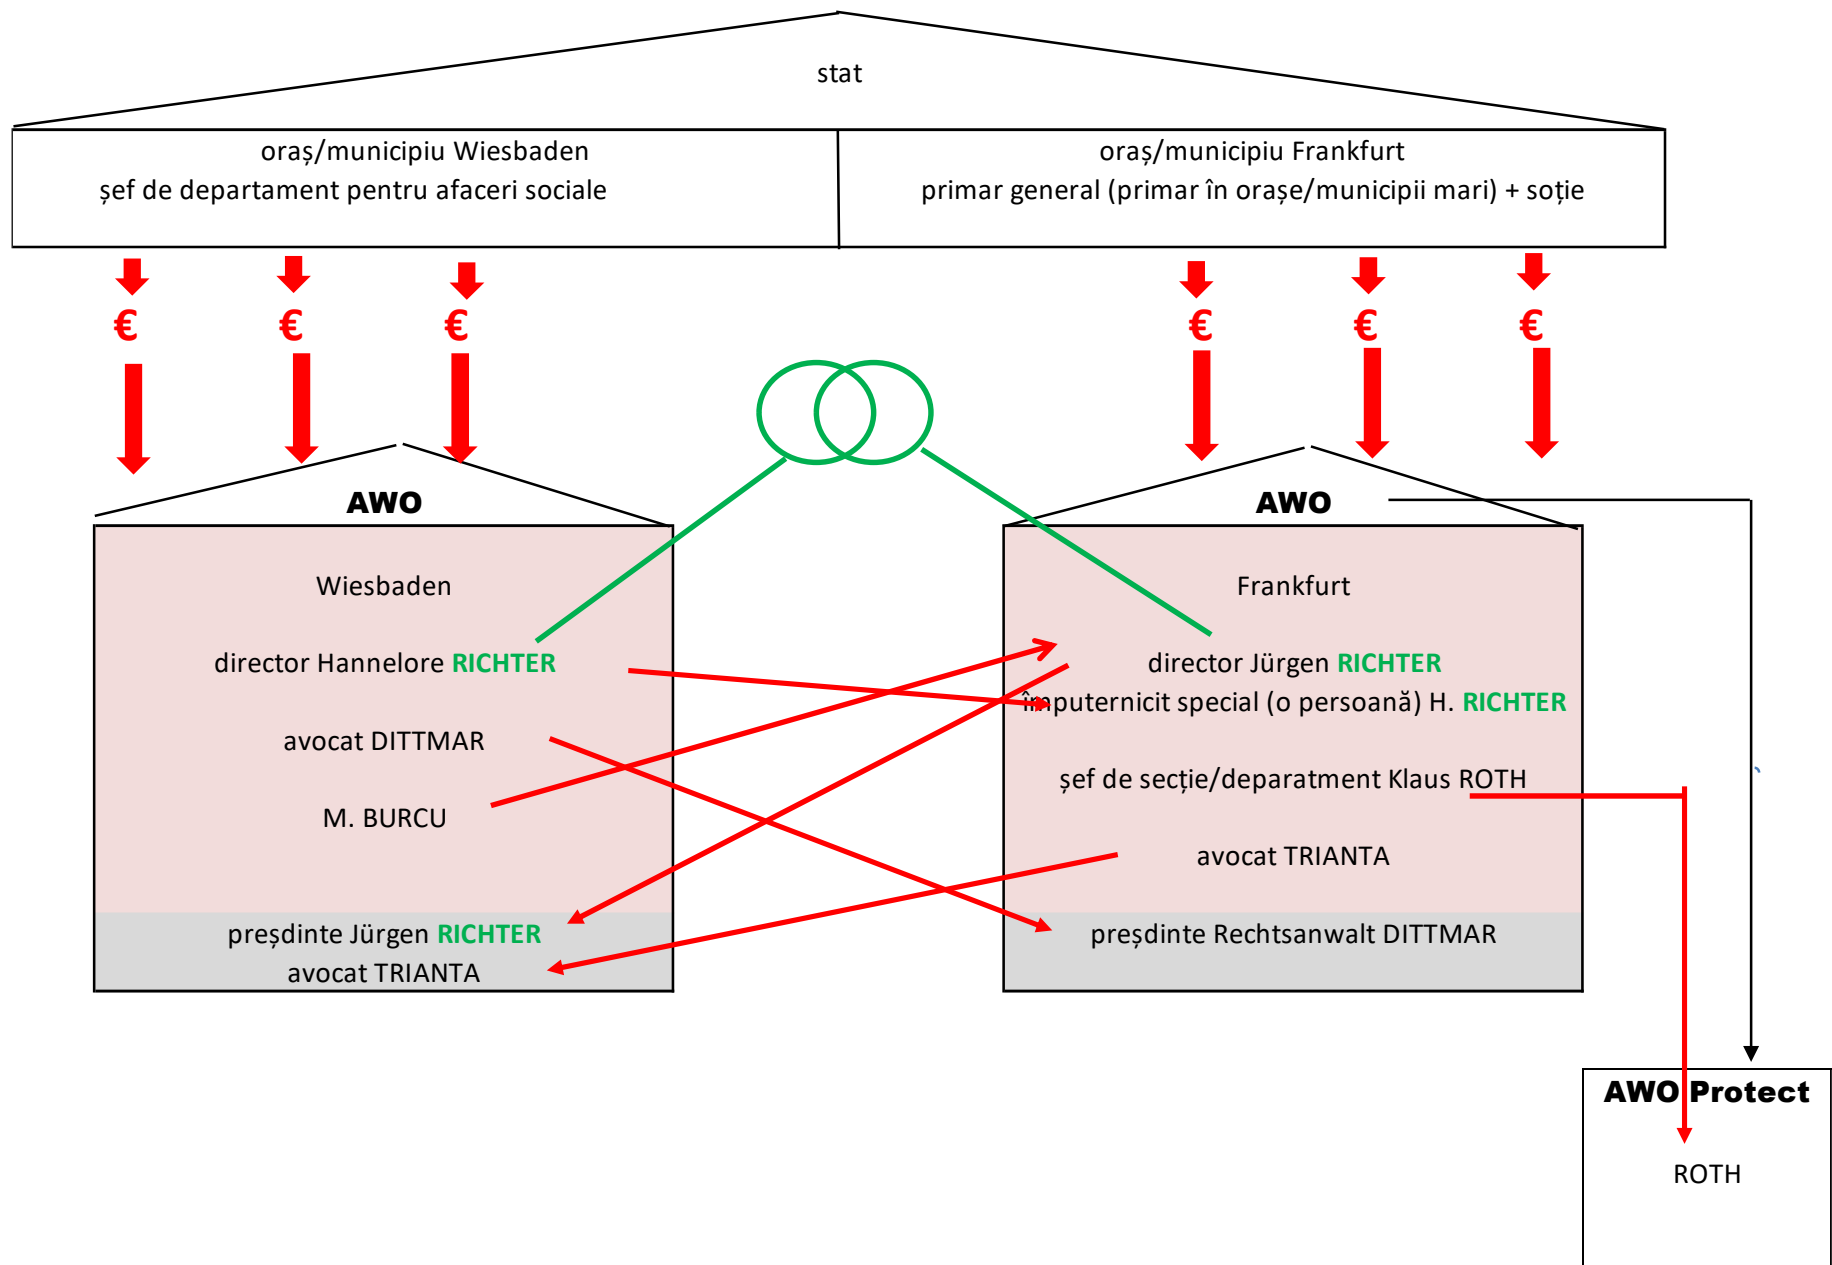 stat
oraș/municipiu Wiesbaden
șef de departament pentru afaceri sociale
oraș/municipiu Frankfurt
primar general (primar în orașe/municipii mari) + soție
€ € € € € €
AWO
Wiesbaden
director Hannelore RICHTER
avocat DITTMAR
M. BURCU
preșdinte Jürgen RICHTER
avocat TRIANTA
AWO
Frankfurt
director Jürgen RICHTER
împuternicit special (o persoană) H. RICHTER
șef de secție/deparatment Klaus ROTH
avocat TRIANTA
preșdinte Rechtsanwalt DITTMAR
AWO Protect
ROTH